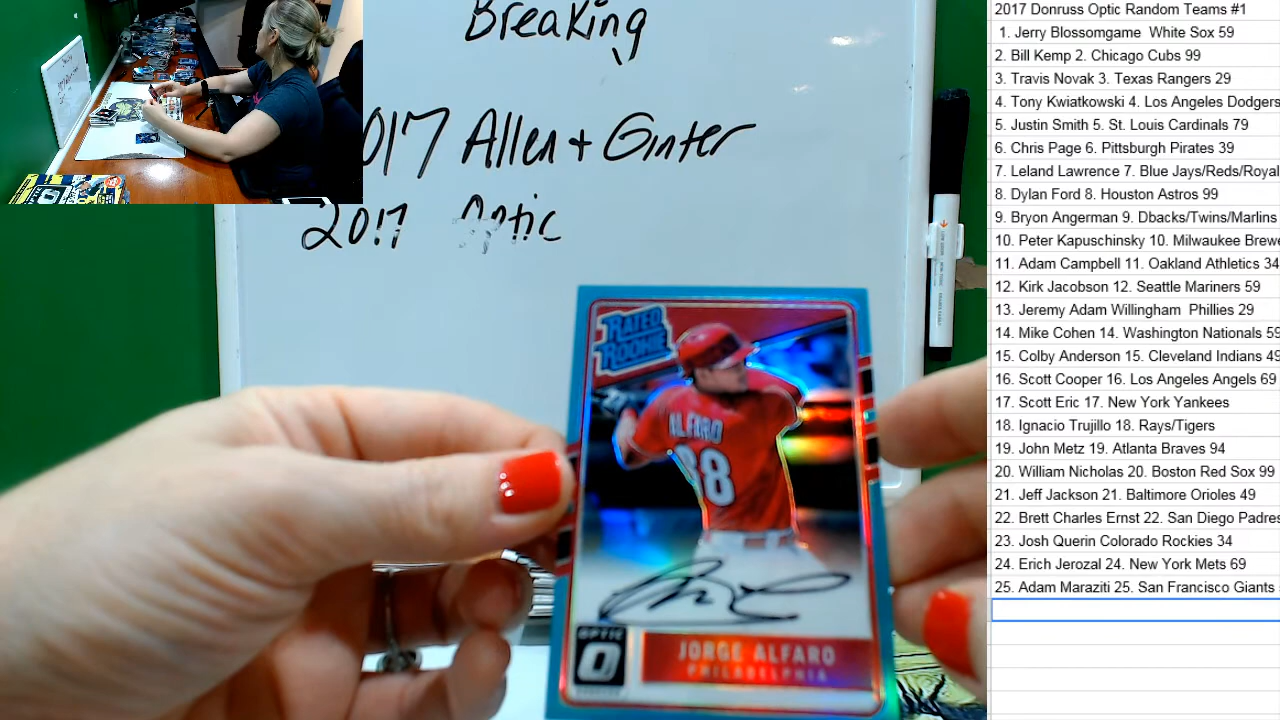 Breaking
017 Allen + Ginter
2017 Optic
RATED
ROOKIE
ALFARO
38
OPTIC
JORGE ALFARO
PHILADELPHIA
2017 Donruss Optic Random Teams #1
1. Jerry Blossomgame White Sox 59
2. Bill Kemp 2. Chicago Cubs 99
3. Travis Novak 3. Texas Rangers 29
4. Tony Kwiatkowski 4. Los Angeles Dodgers
5. Justin Smith 5. St. Louis Cardinals 79
6. Chris Page 6. Pittsburgh Pirates 39
7. Leland Lawrence 7. Blue Jays/Reds/Royal
8. Dylan Ford 8. Houston Astros 99
9. Bryon Angerman 9. Dbacks/Twins/Marlins
10. Peter Kapuschinsky 10. Milwaukee Brewe
11. Adam Campbell 11. Oakland Athletics 34
12. Kirk Jacobson 12. Seattle Mariners 59
13. Jeremy Adam Willingham Phillies 29
14. Mike Cohen 14. Washington Nationals 55
15. Colby Anderson 15. Cleveland Indians 49
16. Scott Cooper 16. Los Angeles Angels 69
17. Scott Eric 17. New York Yankees
18. Ignacio Trujillo 18. Rays/Tigers
19. John Metz 19. Atlanta Braves 94
20. William Nicholas 20. Boston Red Sox 99
21. Jeff Jackson 21. Baltimore Orioles 49
22. Brett Charles Ernst 22. San Diego Padres
23. Josh Querin Colorado Rockies 34
24. Erich Jerozal 24. New York Mets 69
25. Adam Maraziti 25. San Francisco Giants